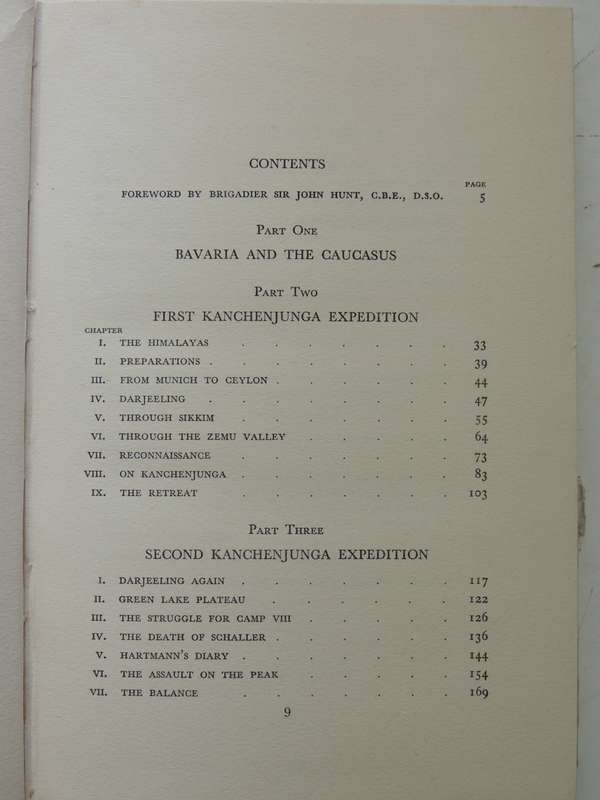 CONTENTS
PAGE
FOREWORD BY BRIGADIER SIR JOHN HUNT, C.B.E., D.S.O. 5
PART ONE
BAVARIA AND THE CAUCASUS
PART TWO
FIRST KANCHENJUNGA EXPEDITION
CHAPTER
I. THE HIMALAYAS . . . . . . . 33
II. PREPARATIONS . . . . . . . . 39
III. FROM MUNICH TO CEYLON . . . . . . 44
IV. DARJEELING . . . . . . . . 47
V. THROUGH SIKKIM . . . . . . . 55
VI. THROUGH THE ZEMU VALLEY . . . . . 64
VII. RECONNAISSANCE . . . . . . . 73
VIII. ON KANCHENJUNGA . . . . . . . 83
IX. THE RETREAT . . . . . . . 103
PART THREE
SECOND KANCHENJUNGA EXPEDITION
I. DARJEELING AGAIN . . . . . . . 117
II. GREEN LAKE PLATEAU . . . . . . 122
III. THE STRUGGLE FOR CAMP VIII . . . . . 126
IV. THE DEATH OF SCHALLER . . . . . . 136
V. HARTMANN'S DIARY . . . . . . . 144
VI. THE ASSAULT ON THE PEAK . . . . . 154
VII. THE BALANCE . . . . . . . 169
9